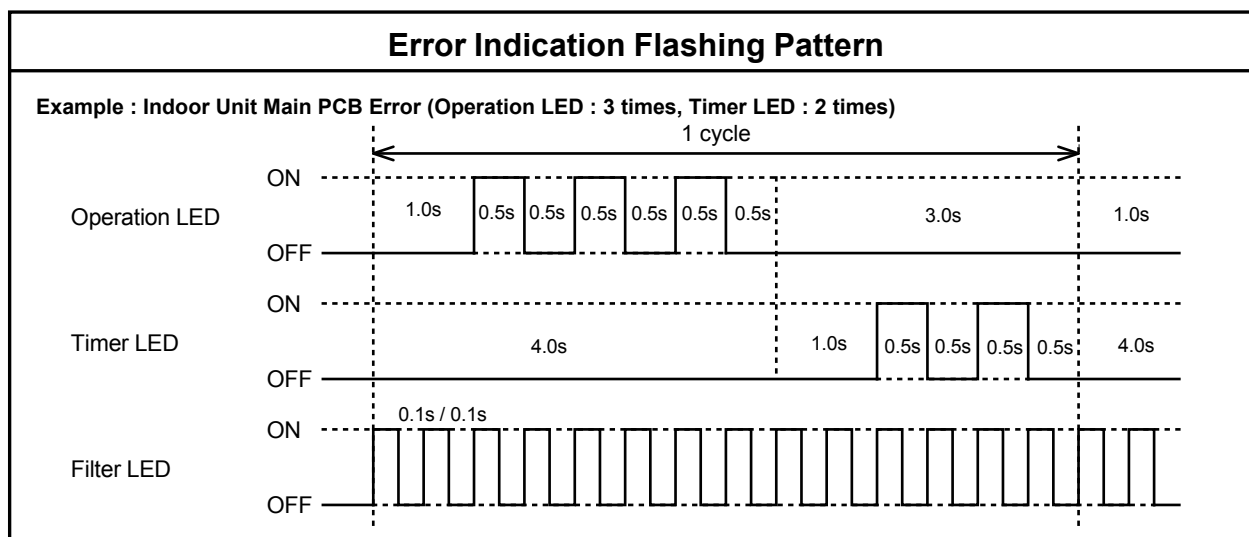 Error Indication Flashing Pattern
Example : Indoor Unit Main PCB Error (Operation LED : 3 times, Timer LED : 2 times)
1 cycle
ON
Operation LED
1.0s 0.5s 0.5s 0.5s 0.5s 0.5s 0.5s 3.0s 1.0s
OFF
ON
Timer LED
4.0s 1.0s 0.5s 0.5s 0.5s 0.5s 4.0s
OFF
0.1s / 0.1s
ON
Filter LED
OFF